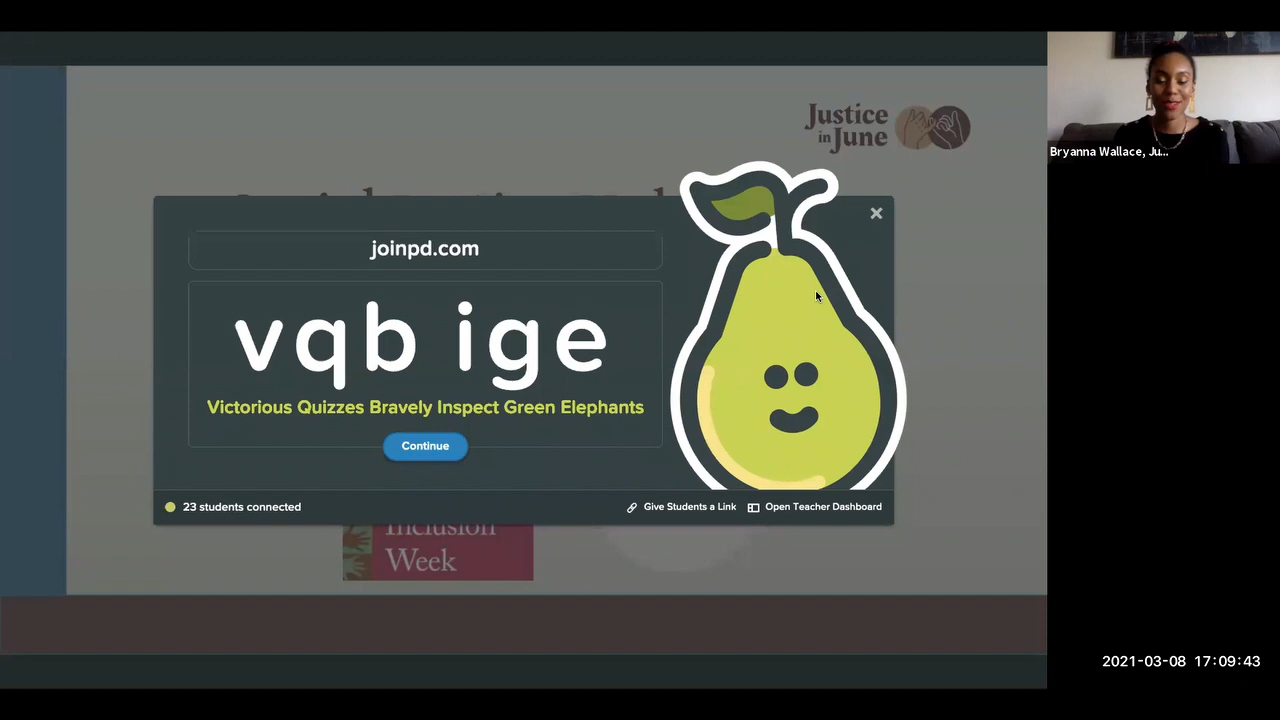 Justice
in June
Bryanna Wallace, Ju...
joinpd.com
vqb ige
Victorious Quizzes Bravely Inspect Green Elephants
Continue
23 students connected
Give Students a Link
Open Teacher Dashboard
Inclusion
Week
2021-03-08 17:09:43